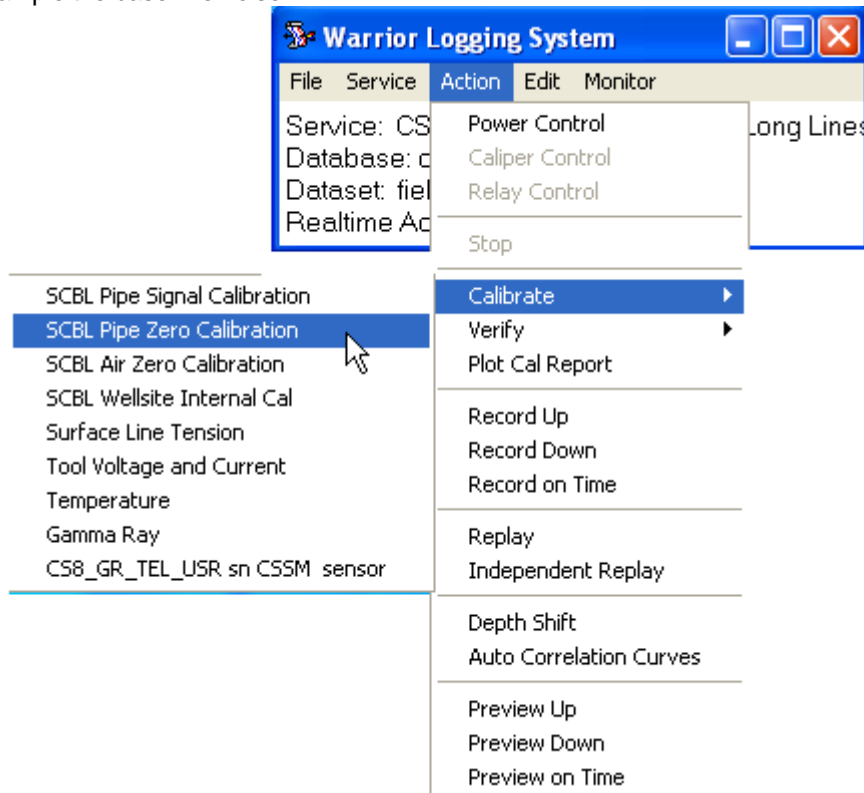 Warrior Logging System
File Service Action Edit Monitor
Service: CS
Long Lines
Database:
Dataset: fiel
Realtime Ac
Power Control
Caliper Control
Relay Control
Stop
Calibrate
Verify
Plot Cal Report
Record Up
Record Down
Record on Time
Replay
Independent Replay
Depth Shift
Auto Correlation Curves
Preview Up
Preview Down
Preview on Time
SCBL Pipe Signal Calibration
SCBL Pipe Zero Calibration
SCBL Air Zero Calibration
SCBL Wellsite Internal Cal
Surface Line Tension
Tool Voltage and Current
Temperature
Gamma Ray
CS8_GR_TEL_USR sn CSSM sensor